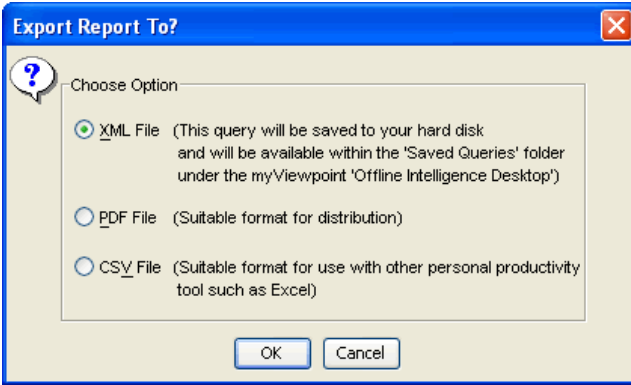 Export Report To?
Choose Option
XML File (This query will be saved to your hard disk
and will be available within the 'Saved Queries' folder
under the myViewpoint 'Offline Intelligence Desktop')
PDF File (Suitable format for distribution)
CSV File (Suitable format for use with other personal productivity
tool such as Excel)
OK Cancel